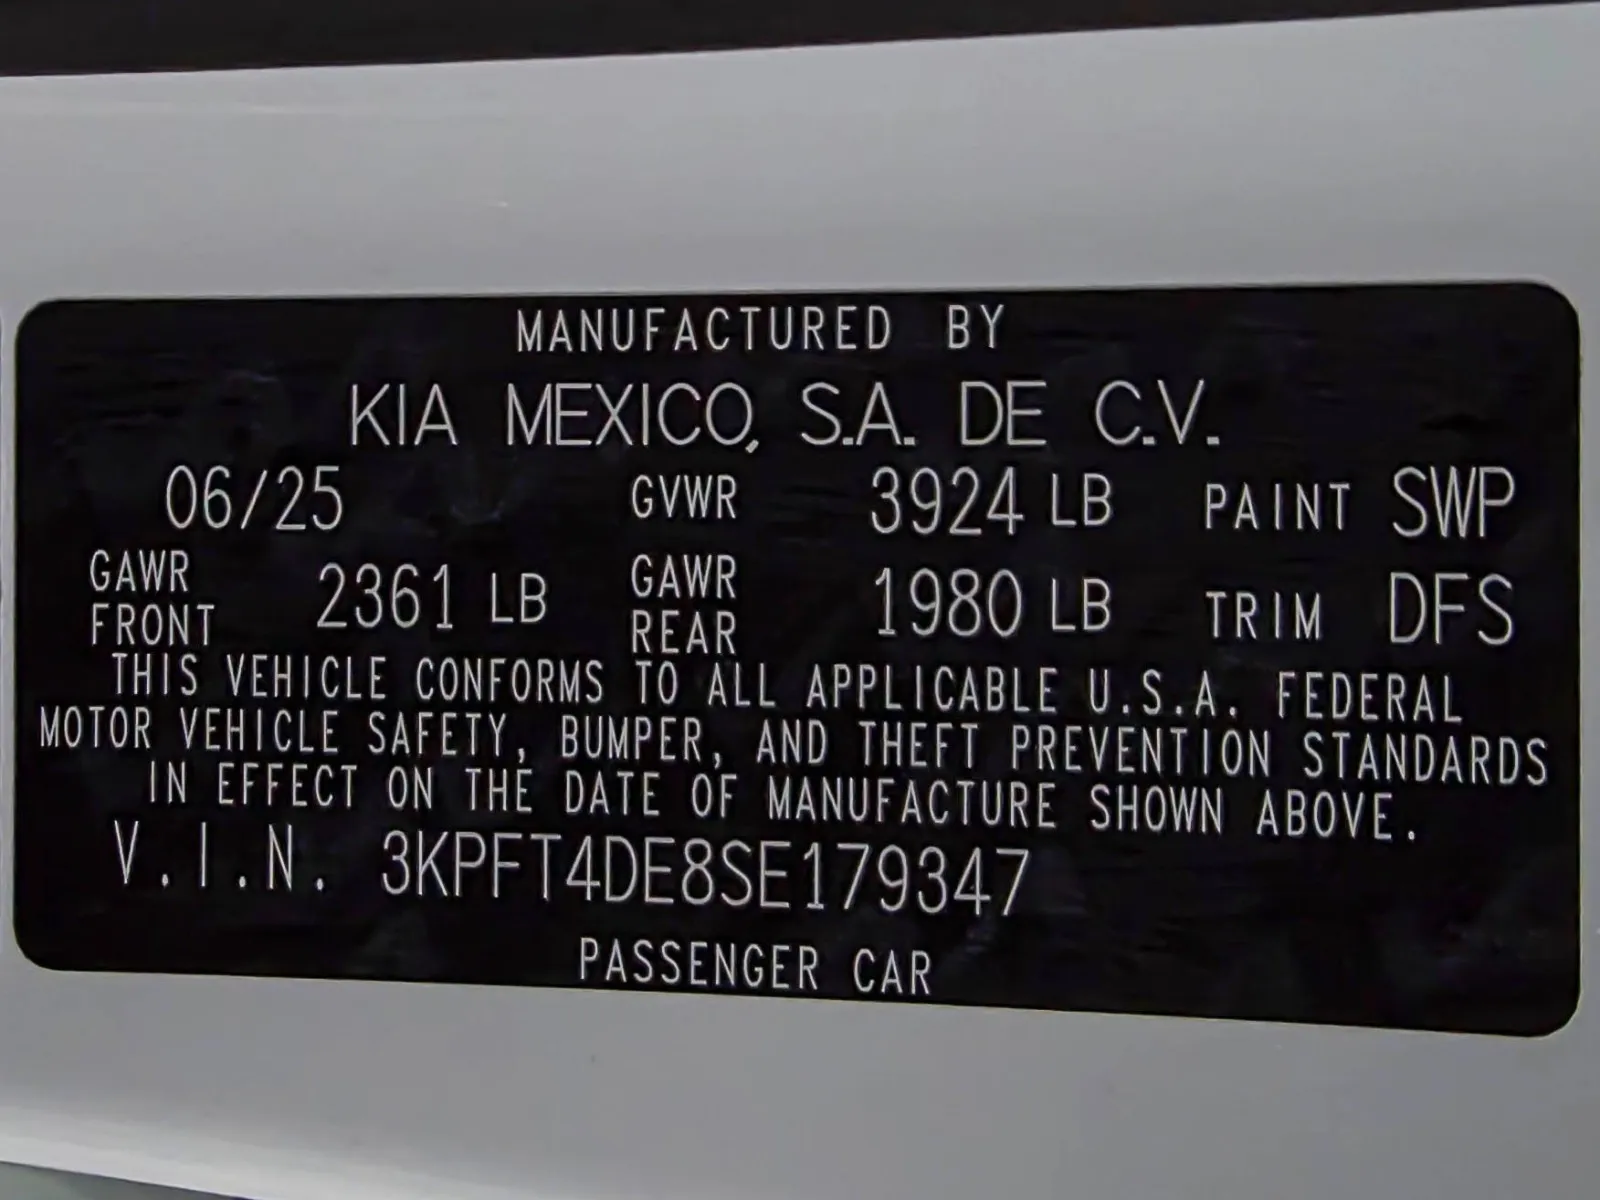 MANUFACTURED BY
KIA MEXICO, S.A. DE C.V.
06/25 GVWR 3924 LB PAINT SWP
GAWR FRONT 2361 LB GAWR REAR 1980 LB TRIM DFS
THIS VEHICLE CONFORMS TO ALL APPLICABLE U.S.A. FEDERAL
MOTOR VEHICLE SAFETY, BUMPER, AND THEFT PREVENTION STANDARDS
IN EFFECT ON THE DATE OF MANUFACTURE SHOWN ABOVE.
V.I.N. 3KPFT4DE8SE179347
PASSENGER CAR